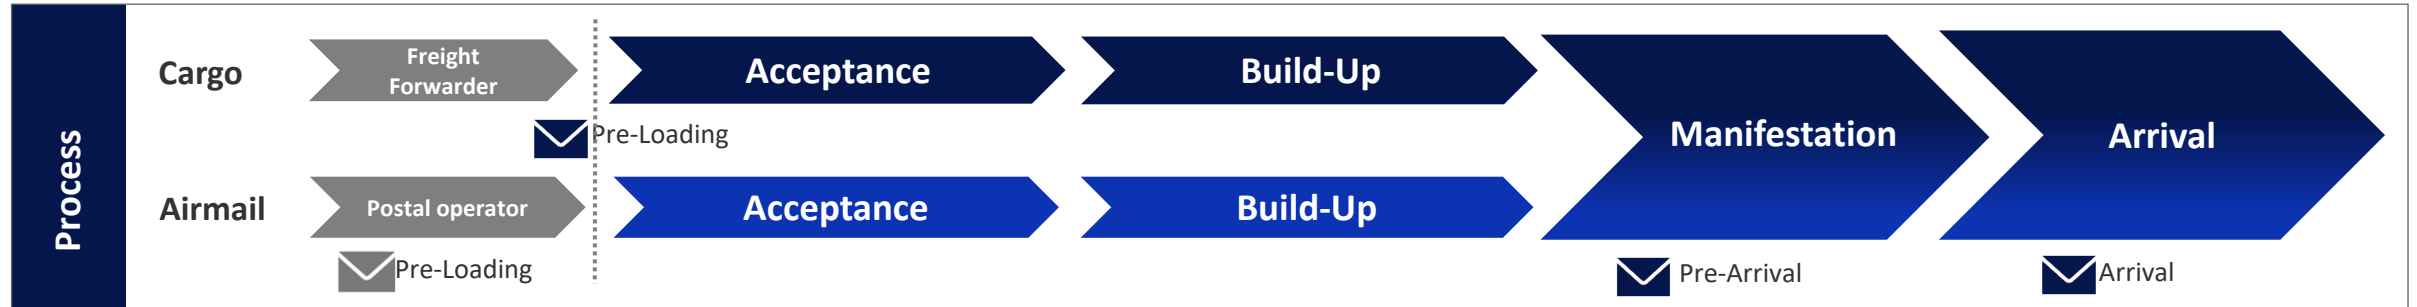 Process
Cargo
Freight
Forwarder
Acceptance
Build-Up
Manifestation
Arrival
Pre-Loading
Airmail
Postal operator
Acceptance
Build-Up
Pre-Loading
Pre-Arrival
Arrival